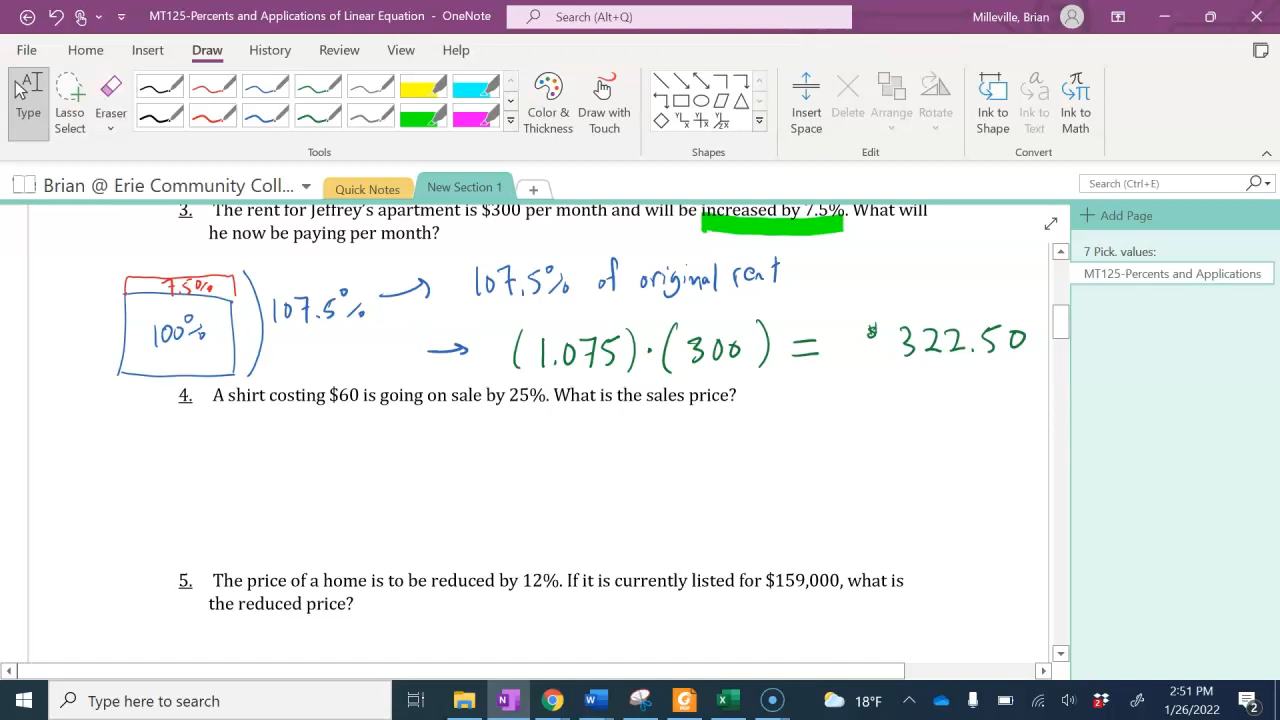 MT125-Percents and Applications of Linear Equation - OneNote
Search (Alt+Q)
Milleville, Brian
File Home Insert Draw History Review View Help
Type
Lasso Select
Eraser
Color & Thickness
Draw with Touch
Insert Space
Delete
Arrange
Rotate
Ink to Shape
Ink to Text
Ink to Math
Tools
Shapes
Edit
Convert
Brian @ Erie Community Coll...
Quick Notes
New Section 1
Search (Ctrl+E)
Add Page
7 Pick. values:
MT125-Percents and Applications
3. The rent for Jeffrey's apartment is $300 per month and will be increased by 7.5%. What will
he now be paying per month?
7.5%
100%
107.5% → 107.5% of original rent
→ (1.075)·(300) = $322.50
4. A shirt costing $60 is going on sale by 25%. What is the sales price?
5. The price of a home is to be reduced by 12%. If it is currently listed for $159,000, what is
the reduced price?
Type here to search
18°F
2:51 PM
1/26/2022
2